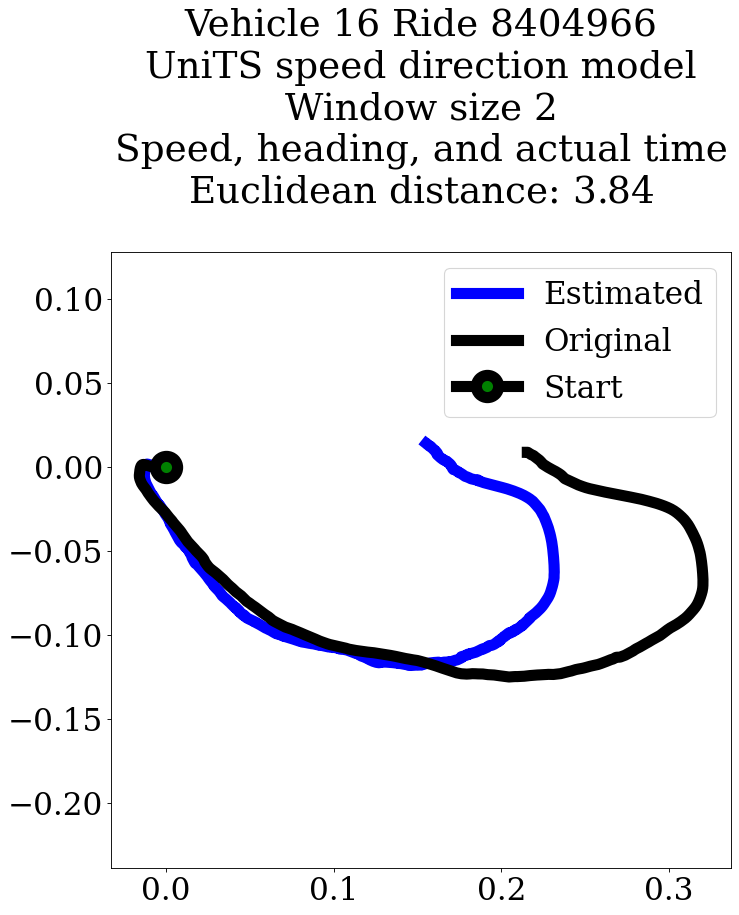 Vehicle 16 Ride 8404966
UniTS speed direction model
Window size 2
Speed, heading, and actual time
Euclidean distance: 3.84
Estimated
Original
Start
0.10
0.05
0.00
−0.05
−0.10
−0.15
−0.20
0.0
0.1
0.2
0.3